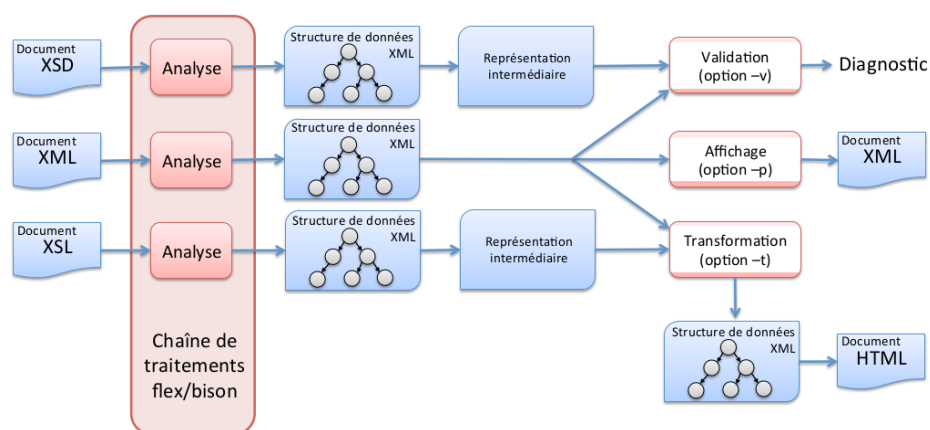 Document
XSD
Analyse
Structure de données
XML
Représentation
intermédiaire
Validation
(option –v)
Diagnostic
Document
XML
Analyse
Structure de données
XML
Affichage
(option –p)
Document
XML
Document
XSL
Analyse
Structure de données
XML
Représentation
intermédiaire
Transformation
(option –t)
Chaîne de
traitements
flex/bison
Structure de données
XML
Document
HTML